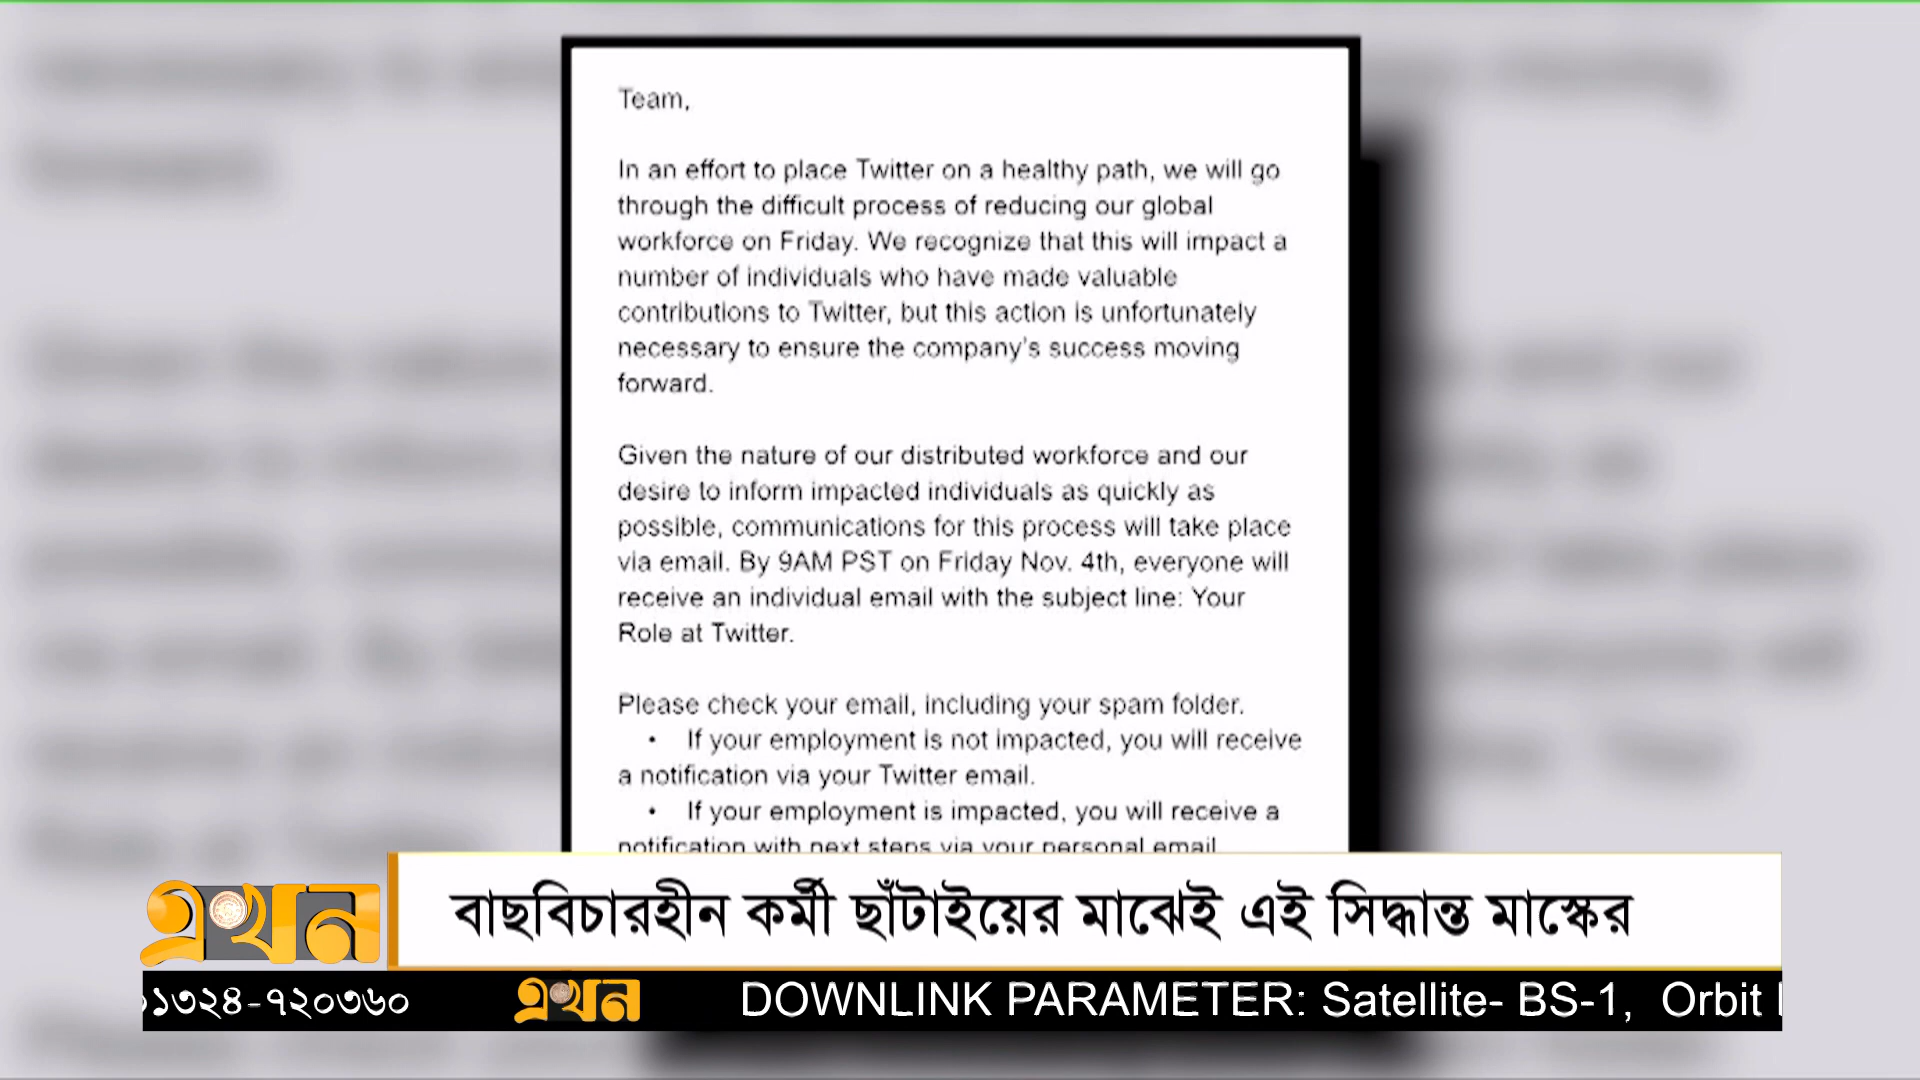 Team,
In an effort to place Twitter on a healthy path, we will go
through the difficult process of reducing our global
workforce on Friday. We recognize that this will impact a
number of individuals who have made valuable
contributions to Twitter, but this action is unfortunately
necessary to ensure the company's success moving
forward.
Given the nature of our distributed workforce and our
desire to inform impacted individuals as quickly as
possible, communications for this process will take place
via email. By 9AM PST on Friday Nov. 4th, everyone will
receive an individual email with the subject line: Your
Role at Twitter.
Please check your email, including your spam folder.
• If your employment is not impacted, you will receive
a notification via your Twitter email.
• If your employment is impacted, you will receive a
notification with next steps via your personal email
এখন
বাছবিচারহীন কর্মী ছাঁটাইয়ের মাঝেই এই সিদ্ধান্ত মাস্কের
১৩২৪-৭২০৩৬০ এখন DOWNLINK PARAMETER: Satellite- BS-1, Orbit